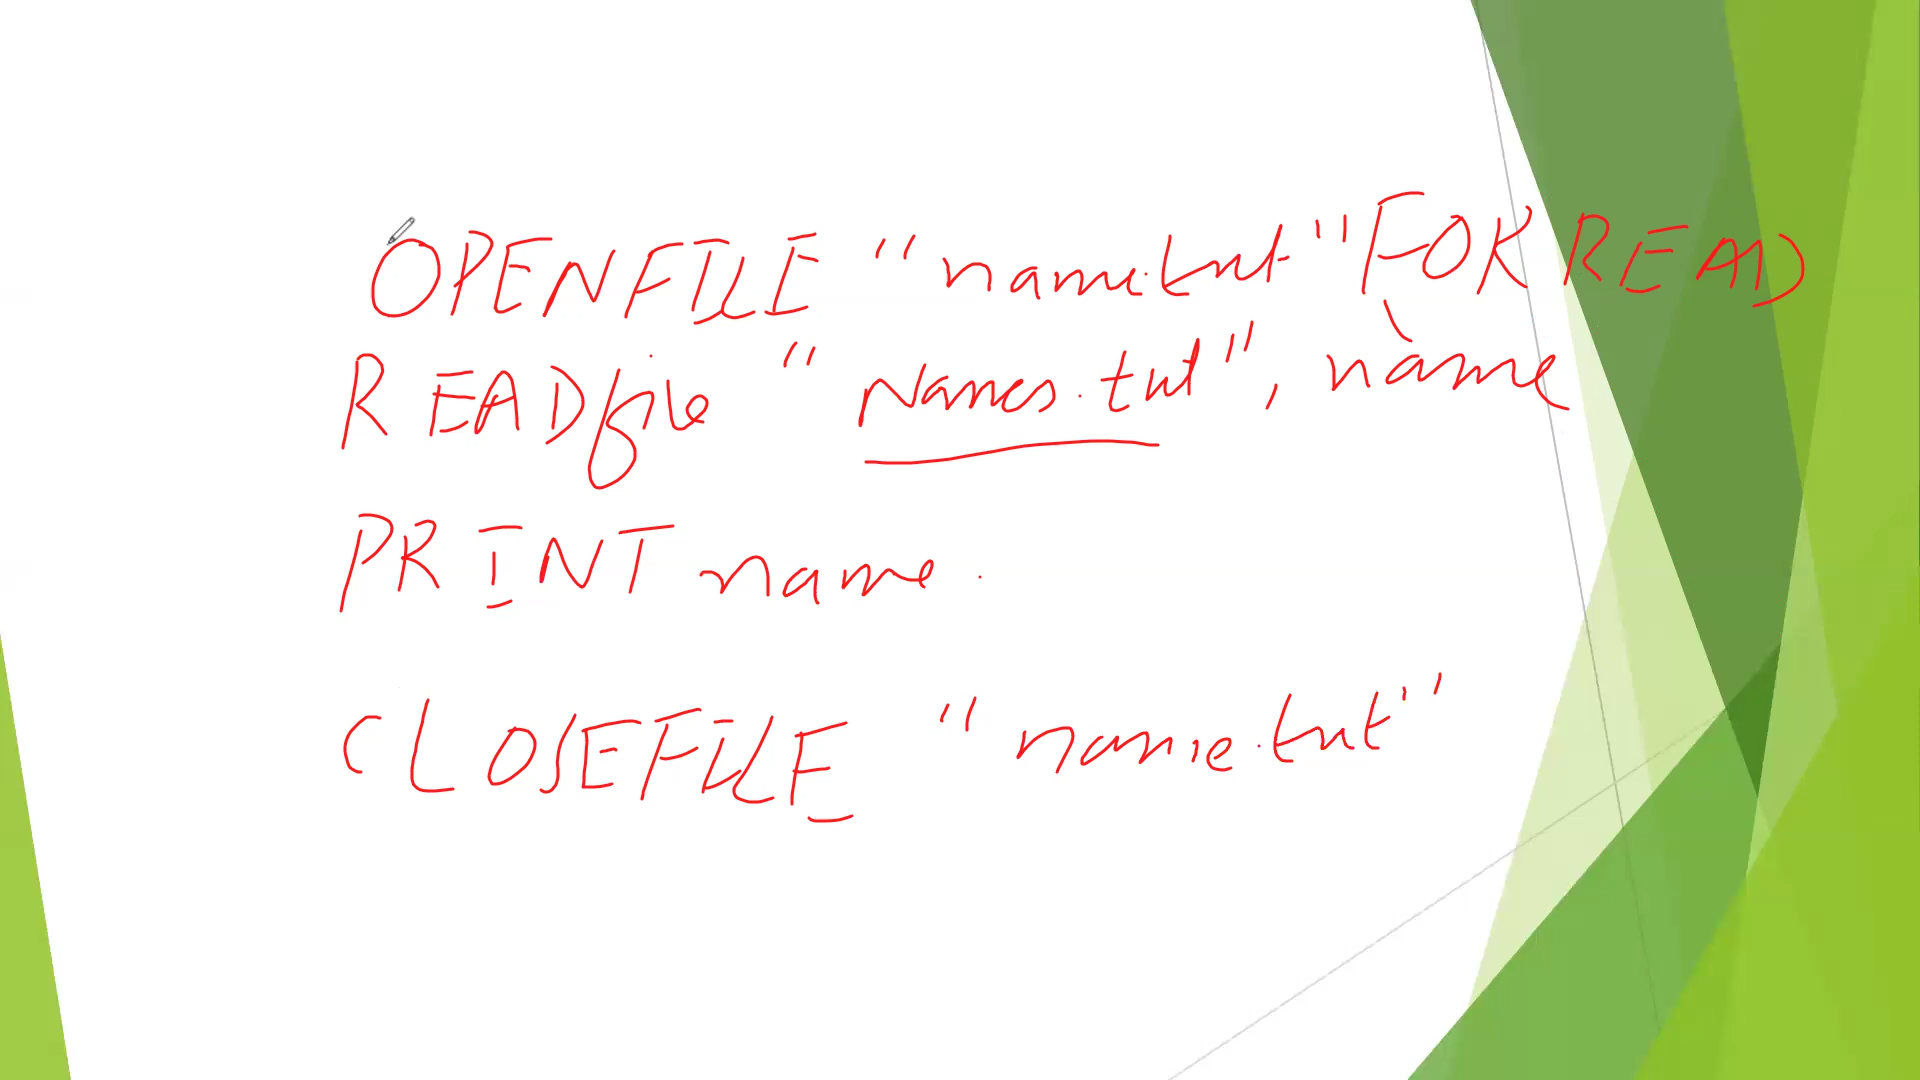 OPENFILE "name.txt" FOR READ
READfile "Names.txt", name
PRINT name.
CLOSEFILE "name.txt"